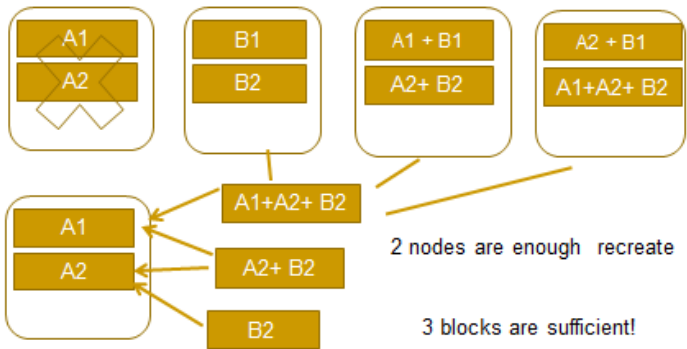 A1
A2
B1
B2
A1 + B1
A2+ B2
A2 + B1
A1+A2+ B2
A1+A2+ B2
A2+ B2
B2
A1
A2
2 nodes are enough recreate
3 blocks are sufficient!